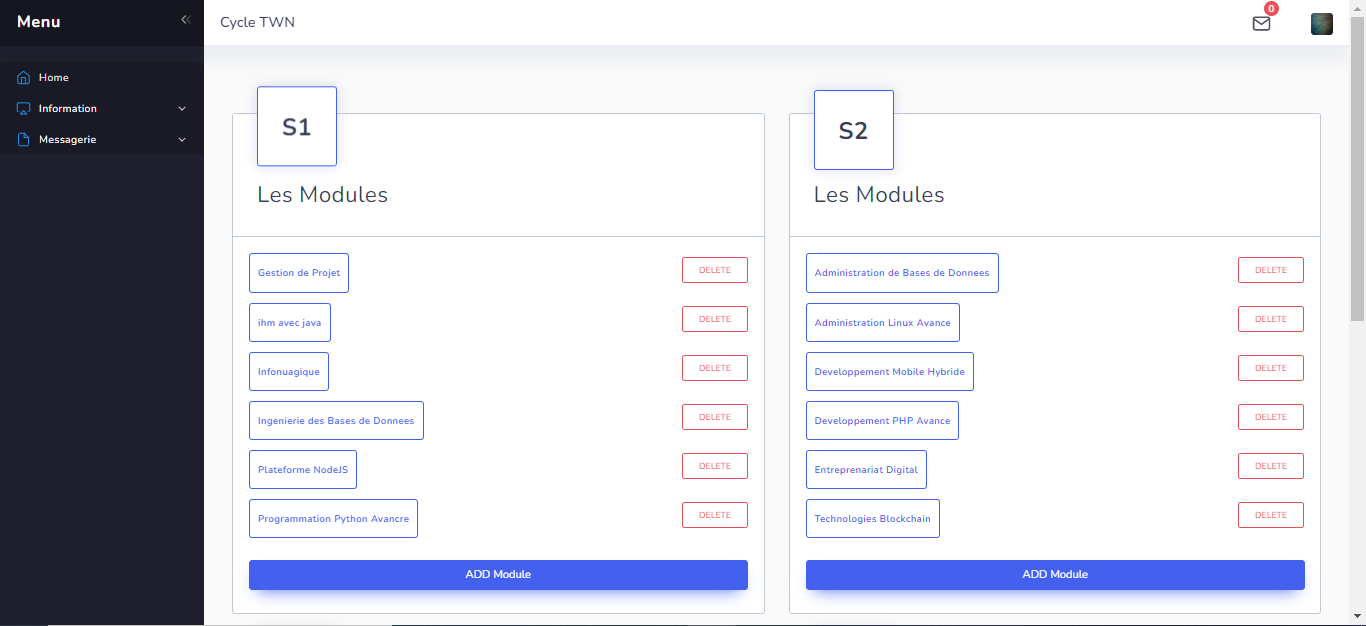 Menu
Cycle TWN
0
Home
Information
Messagerie
S1
Les Modules
Gestion de Projet DELETE
ihm avec java DELETE
Infonuagique DELETE
Ingenierie des Bases de Donnees DELETE
Plateforme NodeJS DELETE
Programmation Python Avancre DELETE
ADD Module
S2
Les Modules
Administration de Bases de Donnees DELETE
Administration Linux Avance DELETE
Developpement Mobile Hybride DELETE
Developpement PHP Avance DELETE
Entreprenariat Digital DELETE
Technologies Blockchain DELETE
ADD Module